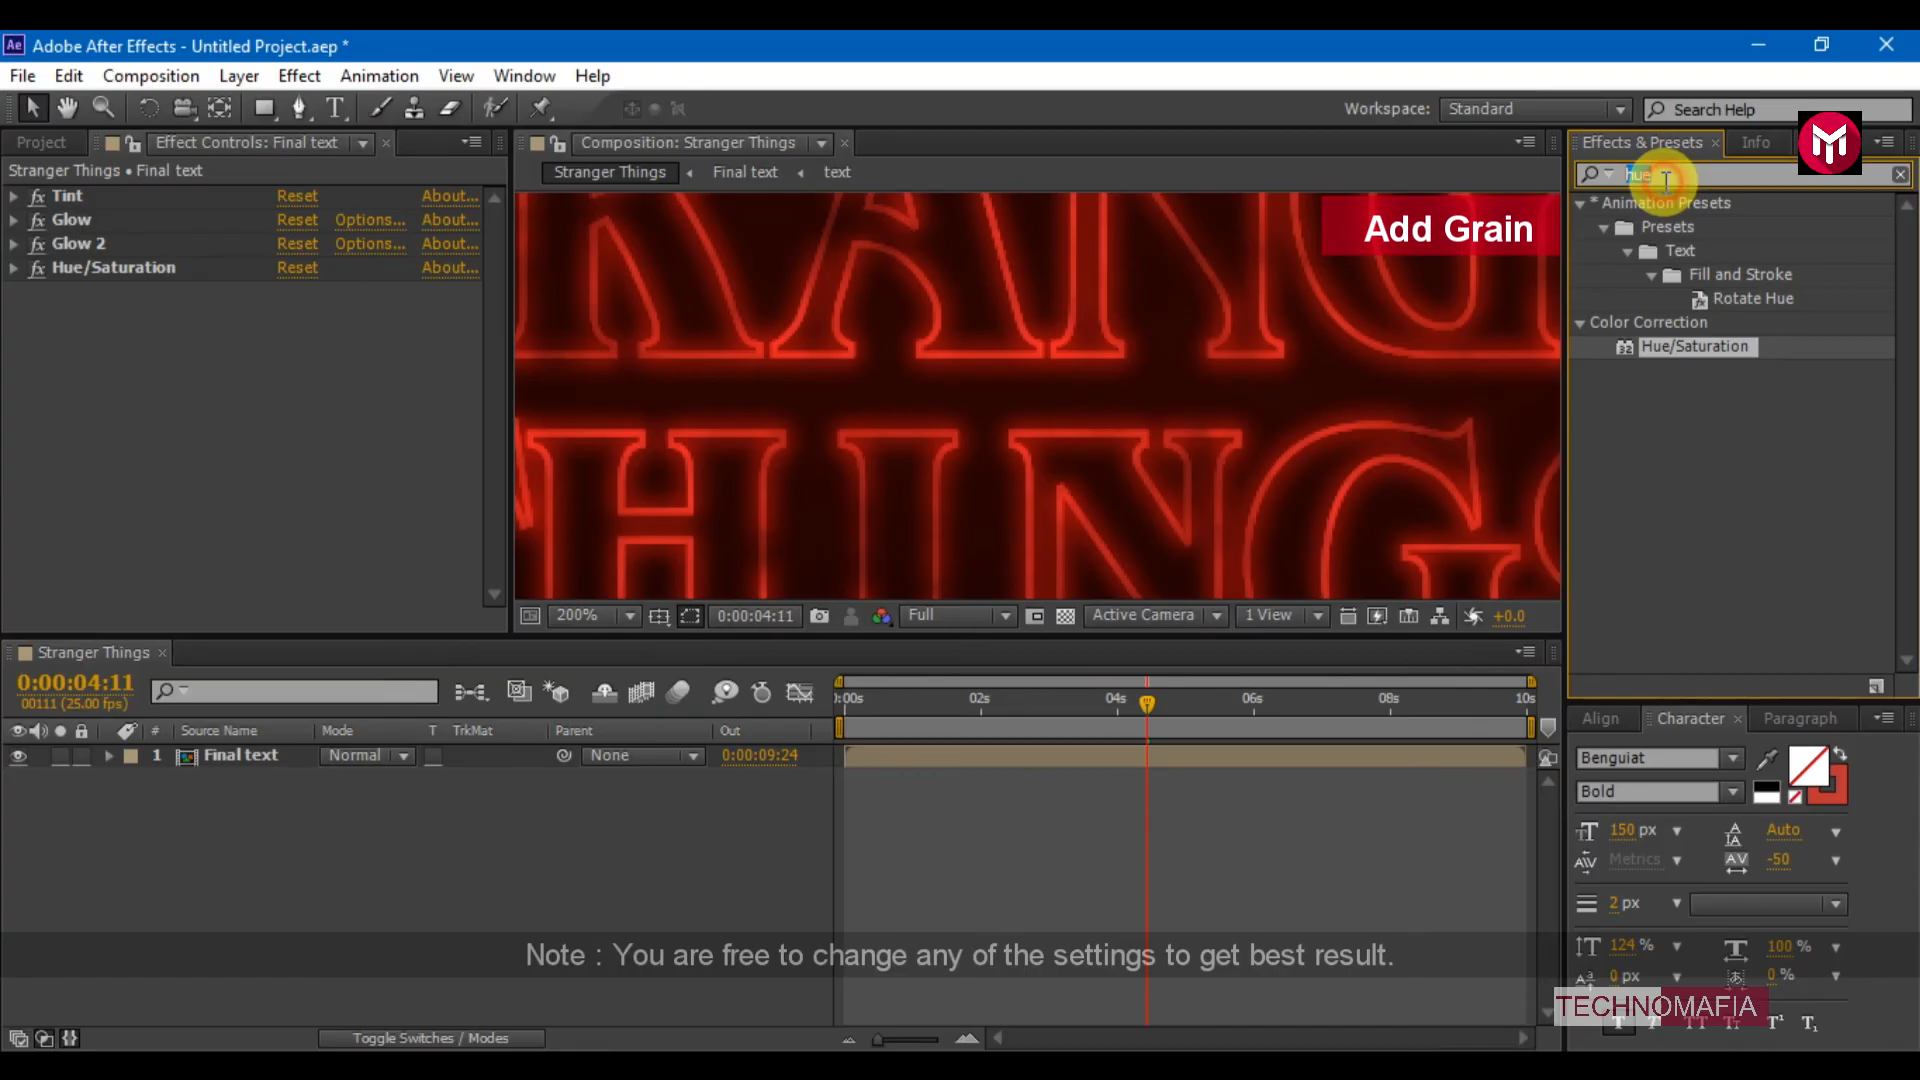 Adobe After Effects - Untitled Project.aep *
File Edit Composition Layer Effect Animation View Window Help
Workspace: Standard Search Help
Project Effect Controls: Final text
Stranger Things • Final text
Tint Reset About...
Glow Reset Options... About...
Glow 2 Reset Options... About...
Hue/Saturation Reset About...
Composition: Stranger Things
Stranger Things Final text text
RANG
THINGS
Add Grain
200% 0:00:04:11 Full Active Camera 1 View +0.0
Effects & Presets Info
hue
* Animation Presets
Presets
Text
Fill and Stroke
Rotate Hue
Color Correction
32 Hue/Saturation
Stranger Things
0:00:04:11
00111 (25.00 fps)
:00s 02s 04s 06s 08s 10s
# Source Name Mode T TrkMat Parent Out
1 Final text Normal None 0:00:09:24
Toggle Switches / Modes
Align Character Paragraph
Benguiat
Bold
150 px Auto
Metrics -50
2 px
124 % 100 %
0 px 0 %
Note : You are free to change any of the settings to get best result.
TECHNOMAFIA